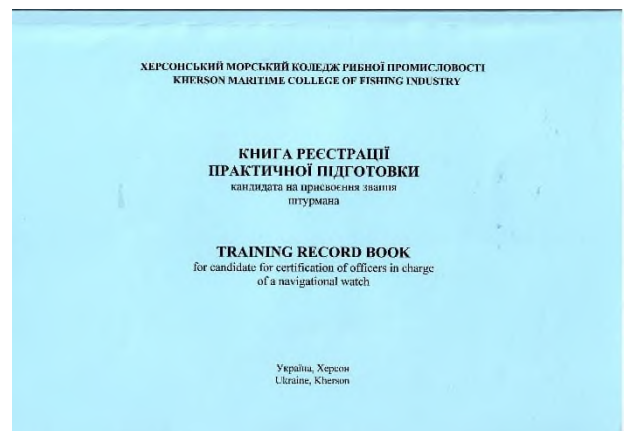 ХЕРСОНСЬКИЙ МОРСЬКИЙ КОЛЕДЖ РИБНОЇ ПРОМИСЛОВОСТІ
KHERSON MARITIME COLLEGE OF FISHING INDUSTRY
КНИГА РЕЄСТРАЦІЇ
ПРАКТИЧНОЇ ПІДГОТОВКИ
кандидата на присвоєння звання
штурмана
TRAINING RECORD BOOK
for candidate for certification of officers in charge
of a navigational watch
Україна, Херсон
Ukraine, Kherson